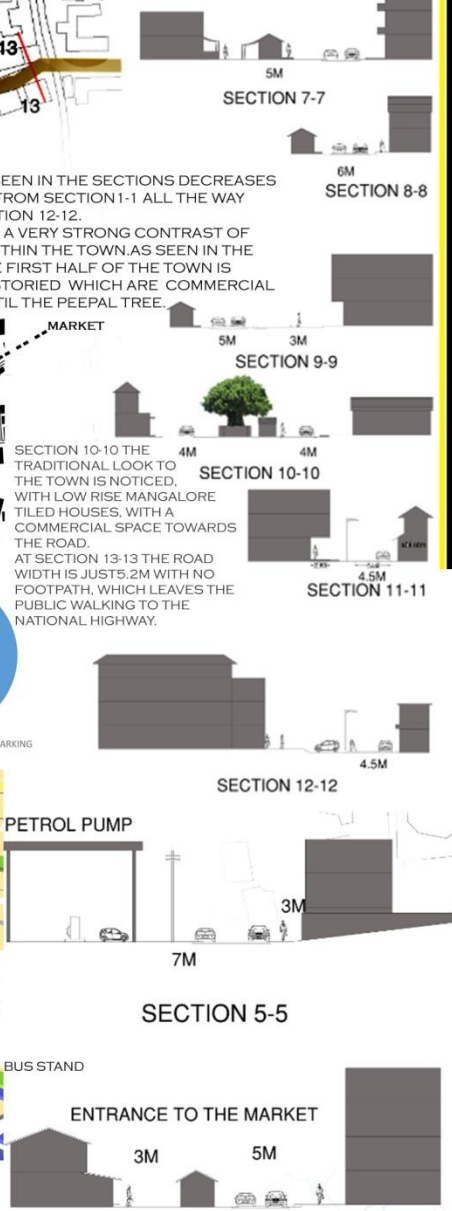 13
13
5M
SECTION 7-7
6M
SECTION 8-8
SEEN IN THE SECTIONS DECREASES
FROM SECTION1-1 ALL THE WAY
TION 12-12.
A VERY STRONG CONTRAST OF
ITHIN THE TOWN.AS SEEN IN THE
FIRST HALF OF THE TOWN IS
STORIED WHICH ARE COMMERCIAL
TIL THE PEEPAL TREE.
MARKET
5M
3M
SECTION 9-9
4M
4M
SECTION 10-10
SECTION 10-10 THE
TRADITIONAL LOOK TO
THE TOWN IS NOTICED,
WITH LOW RISE MANGALORE
TILED HOUSES, WITH A
COMMERCIAL SPACE TOWARDS
THE ROAD.
AT SECTION 13-13 THE ROAD
WIDTH IS JUST5.2M WITH NO
FOOTPATH, WHICH LEAVES THE
PUBLIC WALKING TO THE
NATIONAL HIGHWAY.
4.5M
SECTION 11-11
ARKING
4.5M
SECTION 12-12
PETROL PUMP
3M
7M
SECTION 5-5
BUS STAND
ENTRANCE TO THE MARKET
3M
5M